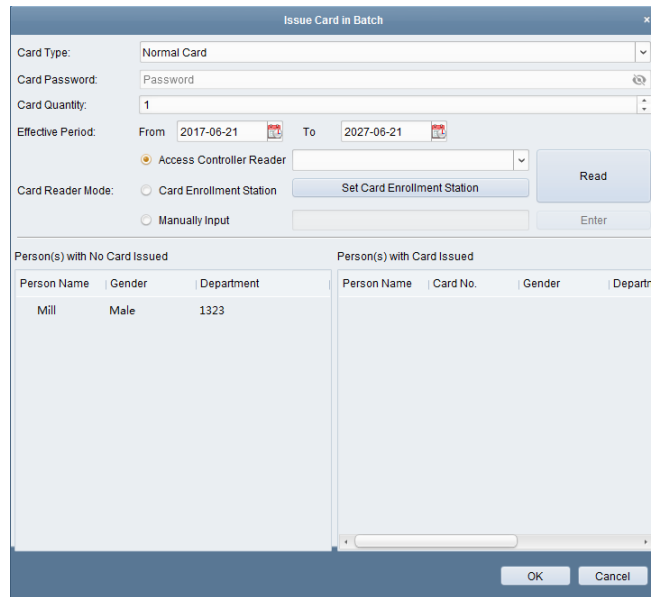 Issue Card in Batch ×
Card Type: Normal Card
Card Password: Password
Card Quantity: 1
Effective Period: From 2017-06-21 To 2027-06-21
Access Controller Reader
Read
Card Reader Mode: Card Enrollment Station Set Card Enrollment Station
Manually Input Enter
Person(s) with No Card Issued Person(s) with Card Issued
Person Name Gender Department Person Name Card No. Gender Departm
Mill Male 1323
OK Cancel